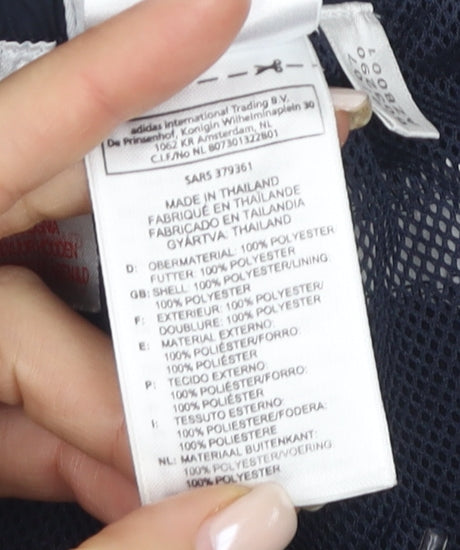 adidas International Trading B.V.
De Prinsenhof, Konigin Wilhelminaplein 30
1062 KR Amsterdam, NL
C.I.F./No NL 807301322B01
SARS 379361
MADE IN THAILAND
FABRIQUÉ EN THAÏLANDE
FABRICADO EN TAILANDIA
GYÁRTVA: THAILAND
D: OBERMATERIAL: 100% POLYESTER
FUTTER: 100% POLYESTER
GB: SHELL: 100% POLYESTER/LINING:
100% POLYESTER
F: EXTERIEUR: 100% POLYESTER/
DOUBLURE: 100% POLYESTER
E: MATERIAL EXTERNO:
100% POLIÉSTER/FORRO:
100% POLIÉSTER
P: TECIDO EXTERNO:
100% POLIÉSTER/FORRO:
100% POLIÉSTER
I: TESSUTO ESTERNO:
100% POLIESTERE/FODERA:
100% POLIESTERE
NL: MATERIAAL BUITENKANT:
100% POLYESTER/VOERING:
100% POLYESTER